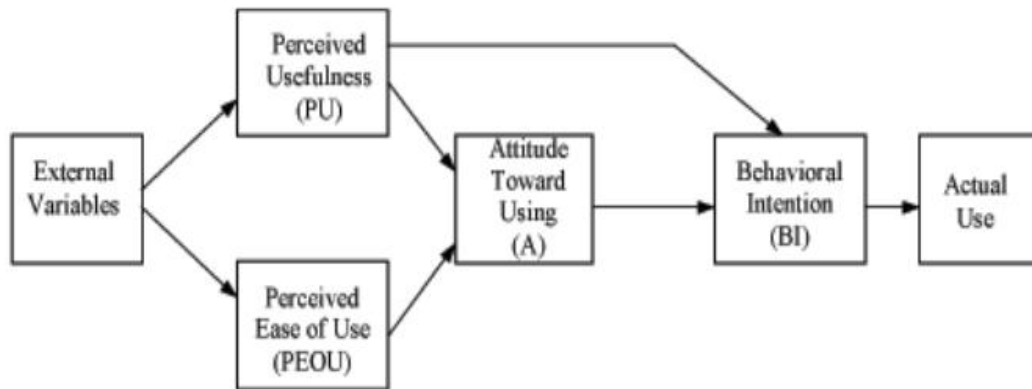 Perceived
Usefulness
(PU)
External
Variables
Perceived
Ease of Use
(PEOU)
Attitude
Toward
Using
(A)
Behavioral
Intention
(BI)
Actual
Use